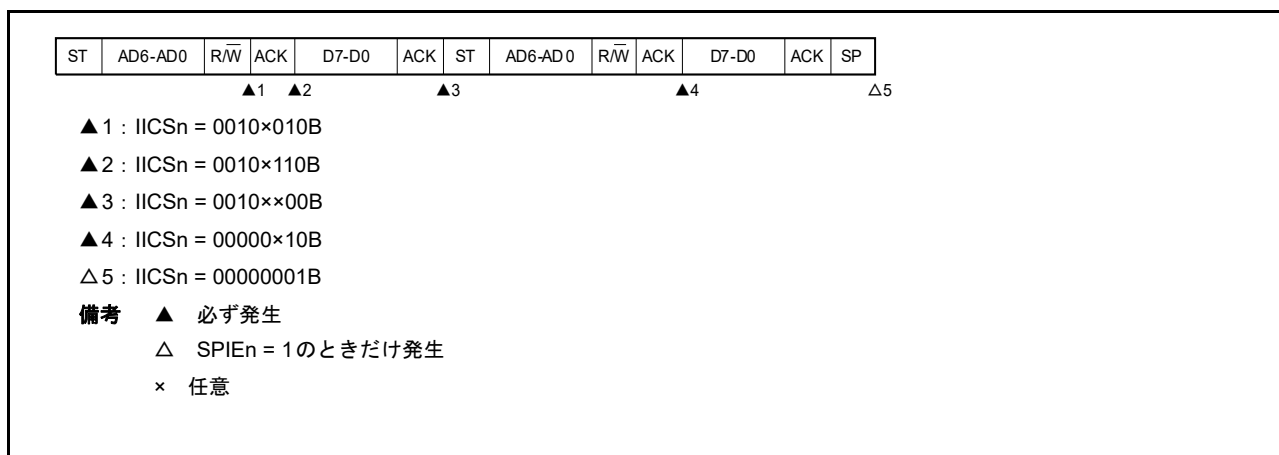 ST AD6-AD0 R/W̅ ACK D7-D0 ACK ST AD6-AD0 R/W̅ ACK D7-D0 ACK SP
▲1 ▲2 ▲3 ▲4 △5
▲1：IICSn = 0010×010B
▲2：IICSn = 0010×110B
▲3：IICSn = 0010××00B
▲4：IICSn = 00000×10B
△5：IICSn = 00000001B
備考 ▲ 必ず発生
△ SPIEn = 1のときだけ発生
× 任意